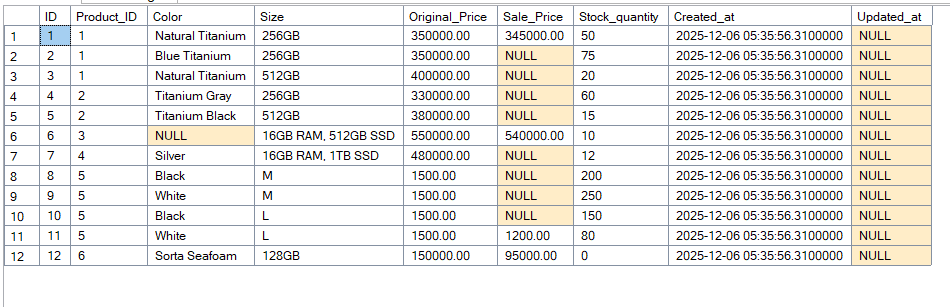 ID Product_ID Color Size Original_Price Sale_Price Stock_quantity Created_at Updated_at
1 1 1 Natural Titanium 256GB 350000.00 345000.00 50 2025-12-06 05:35:56.3100000 NULL
2 2 1 Blue Titanium 256GB 350000.00 NULL 75 2025-12-06 05:35:56.3100000 NULL
3 3 1 Natural Titanium 512GB 400000.00 NULL 20 2025-12-06 05:35:56.3100000 NULL
4 4 2 Titanium Gray 256GB 330000.00 NULL 60 2025-12-06 05:35:56.3100000 NULL
5 5 2 Titanium Black 512GB 380000.00 NULL 15 2025-12-06 05:35:56.3100000 NULL
6 6 3 NULL 16GB RAM, 512GB SSD 550000.00 540000.00 10 2025-12-06 05:35:56.3100000 NULL
7 7 4 Silver 16GB RAM, 1TB SSD 480000.00 NULL 12 2025-12-06 05:35:56.3100000 NULL
8 8 5 Black M 1500.00 NULL 200 2025-12-06 05:35:56.3100000 NULL
9 9 5 White M 1500.00 NULL 250 2025-12-06 05:35:56.3100000 NULL
10 10 5 Black L 1500.00 NULL 150 2025-12-06 05:35:56.3100000 NULL
11 11 5 White L 1500.00 1200.00 80 2025-12-06 05:35:56.3100000 NULL
12 12 6 Sorta Seafoam 128GB 150000.00 95000.00 0 2025-12-06 05:35:56.3100000 NULL